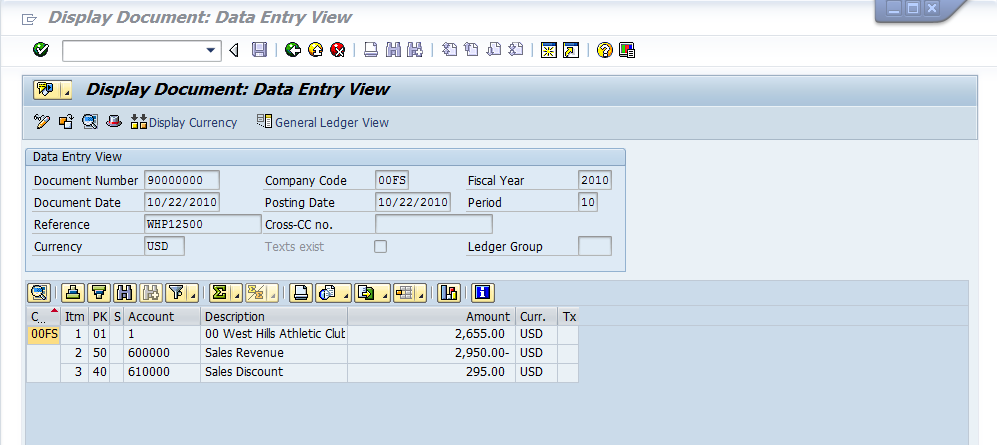 Display Document: Data Entry View
Display Document: Data Entry View
Display Currency General Ledger View
Data Entry View
Document Number 90000000 Company Code 00FS Fiscal Year 2010
Document Date 10/22/2010 Posting Date 10/22/2010 Period 10
Reference WHP12500 Cross-CC no.
Currency USD Texts exist Ledger Group
C... Itm PK S Account Description Amount Curr. Tx
00FS 1 01 1 00 West Hills Athletic Club 2,655.00 USD
2 50 600000 Sales Revenue 2,950.00- USD
3 40 610000 Sales Discount 295.00 USD